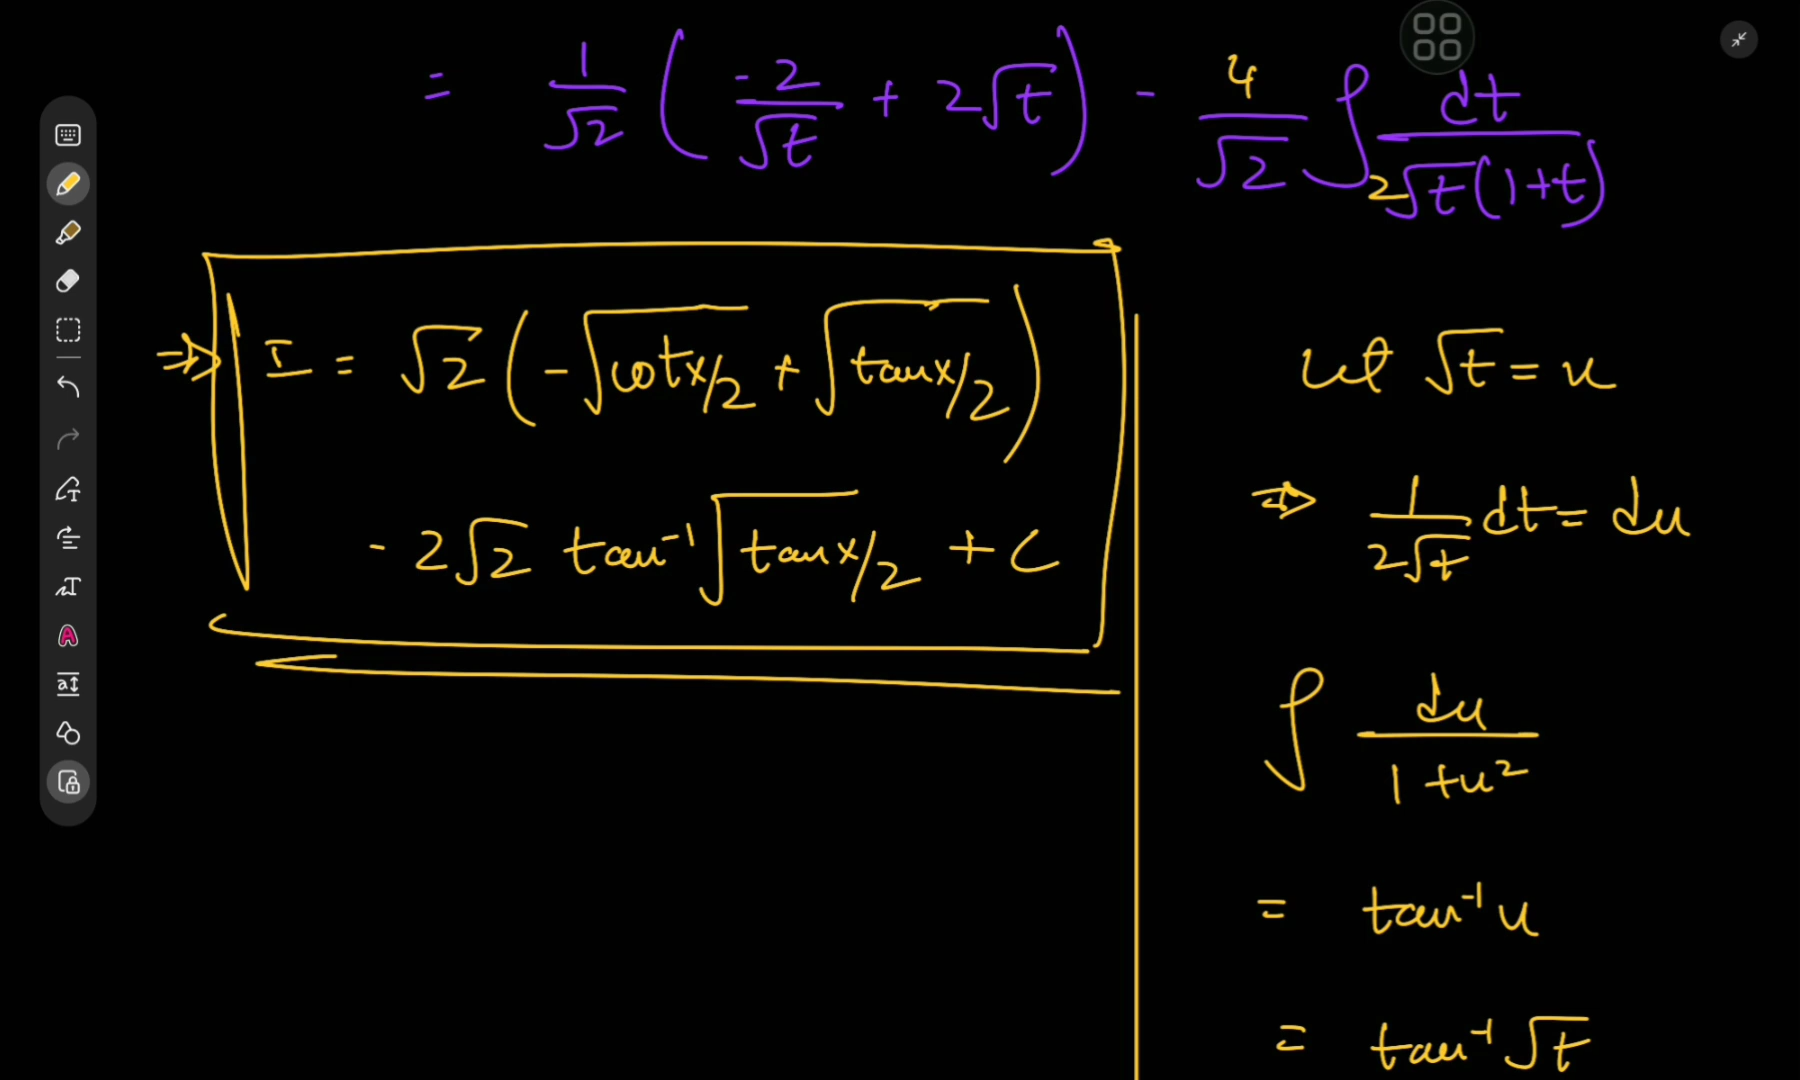 = 1/√2 ( -2/√t + 2√t ) - 4/√2 ∫ dt / 2√t(1+t)
⇒ I = √2 ( - √cot x/2 + √tan x/2 )
- 2√2 tan⁻¹ √tan x/2 + C
let √t = u
⇒ 1/2√t dt = du
∫ du / 1+u²
= tan⁻¹ u
= tan⁻¹ √t